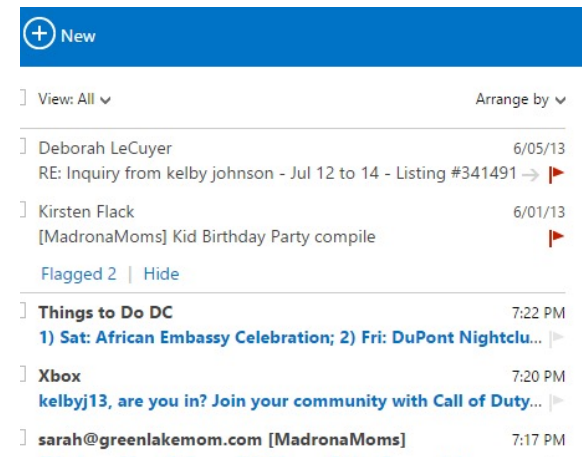 New
View: All
Arrange by
Deborah LeCuyer 6/05/13
RE: Inquiry from kelby johnson - Jul 12 to 14 - Listing #341491
Kirsten Flack 6/01/13
[MadronaMoms] Kid Birthday Party compile
Flagged 2 | Hide
Things to Do DC 7:22 PM
1) Sat: African Embassy Celebration; 2) Fri: DuPont Nightclu...
Xbox 7:20 PM
kelbyj13, are you in? Join your community with Call of Duty...
sarah@greenlakemom.com [MadronaMoms] 7:17 PM